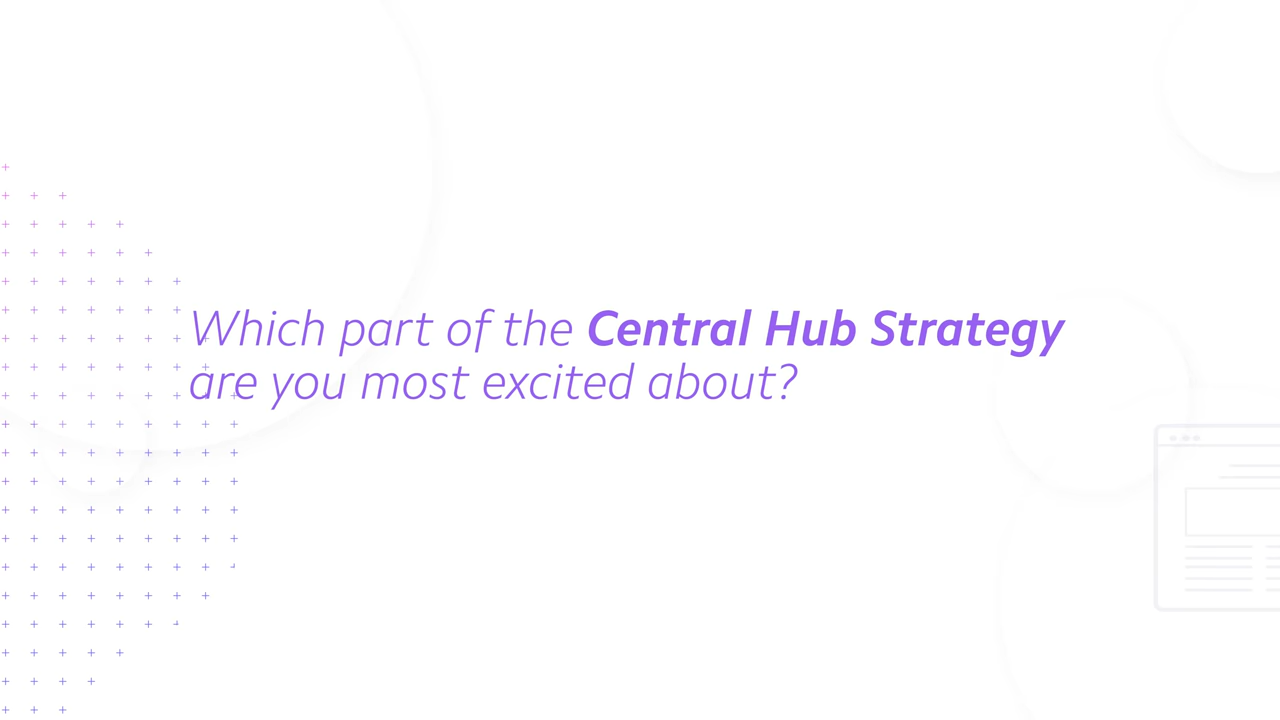 Which part of the Central Hub Strategy
are you most excited about?